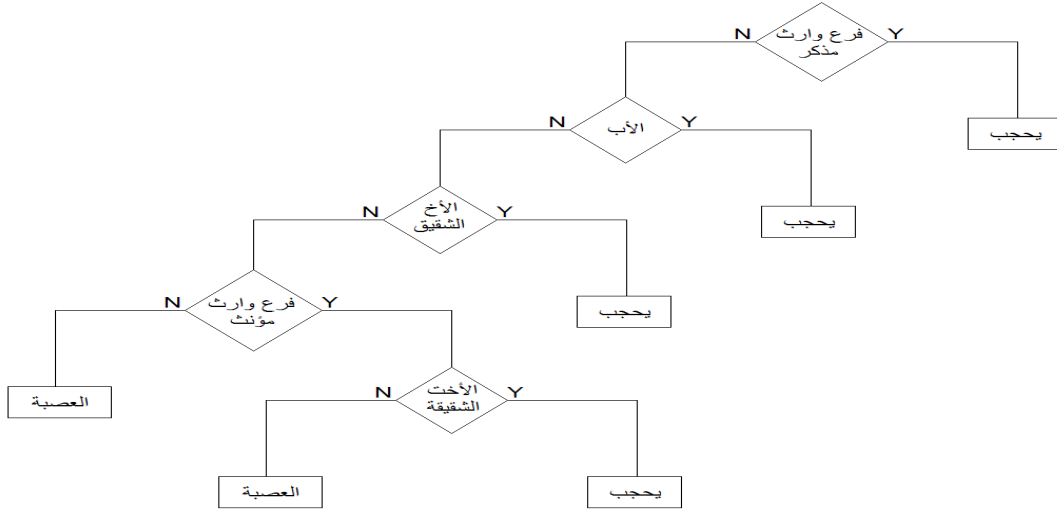 فرع وارث
مذكر
N
Y
يحجب
الأب
N
Y
يحجب
الأخ
الشقيق
N
Y
يحجب
فرع وارث
مؤنث
N
Y
العصبة
الأخت
الشقيقة
N
Y
العصبة
يحجب